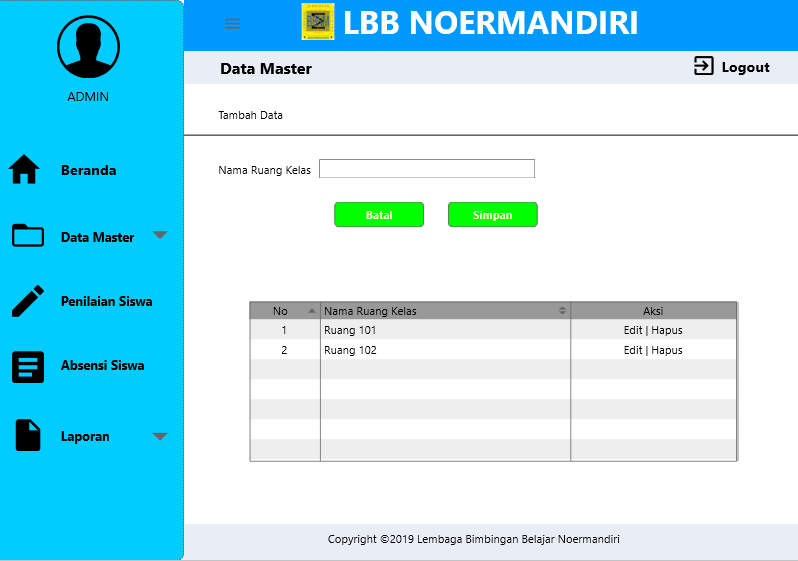 LBB NOERMANDIRI
Data Master
Logout
ADMIN
Tambah Data
Beranda
Data Master
Penilaian Siswa
Absensi Siswa
Laporan
Nama Ruang Kelas
Batal Simpan
No Nama Ruang Kelas Aksi
1 Ruang 101 Edit | Hapus
2 Ruang 102 Edit | Hapus
Copyright ©2019 Lembaga Bimbingan Belajar Noermandiri